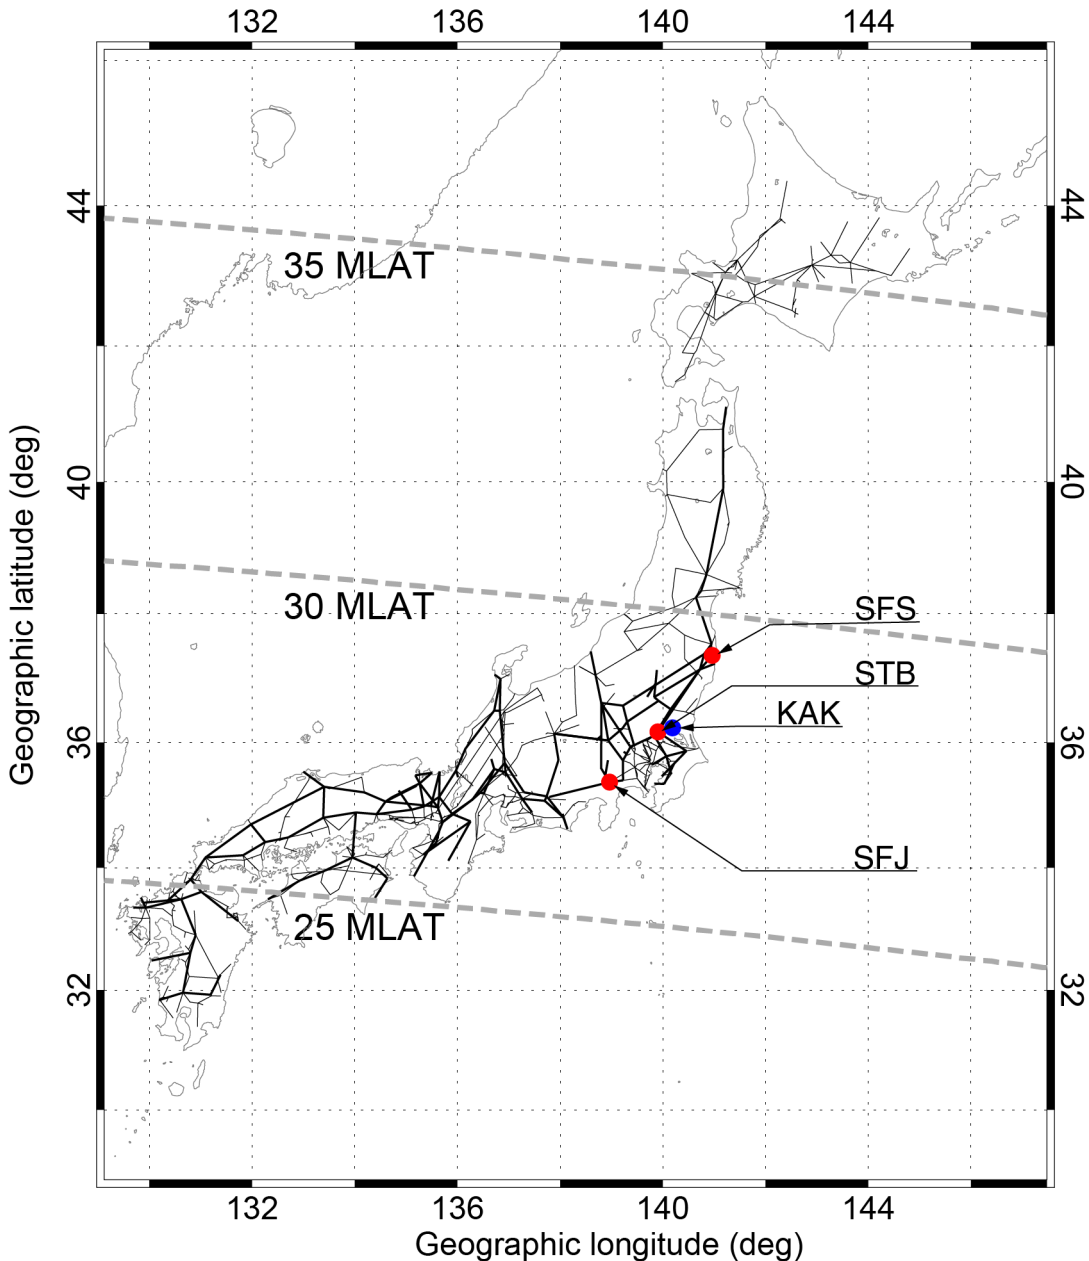 132 136 140 144
44 44
35 MLAT
40 40
30 MLAT
SFS
STB
KAK
36 36
SFJ
25 MLAT
32 32
132 136 140 144
Geographic longitude (deg)
Geographic latitude (deg)